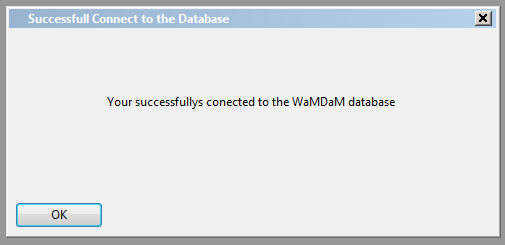 Successfull Connect to the Database
Your successfullys conected to the WaMDaM database
OK